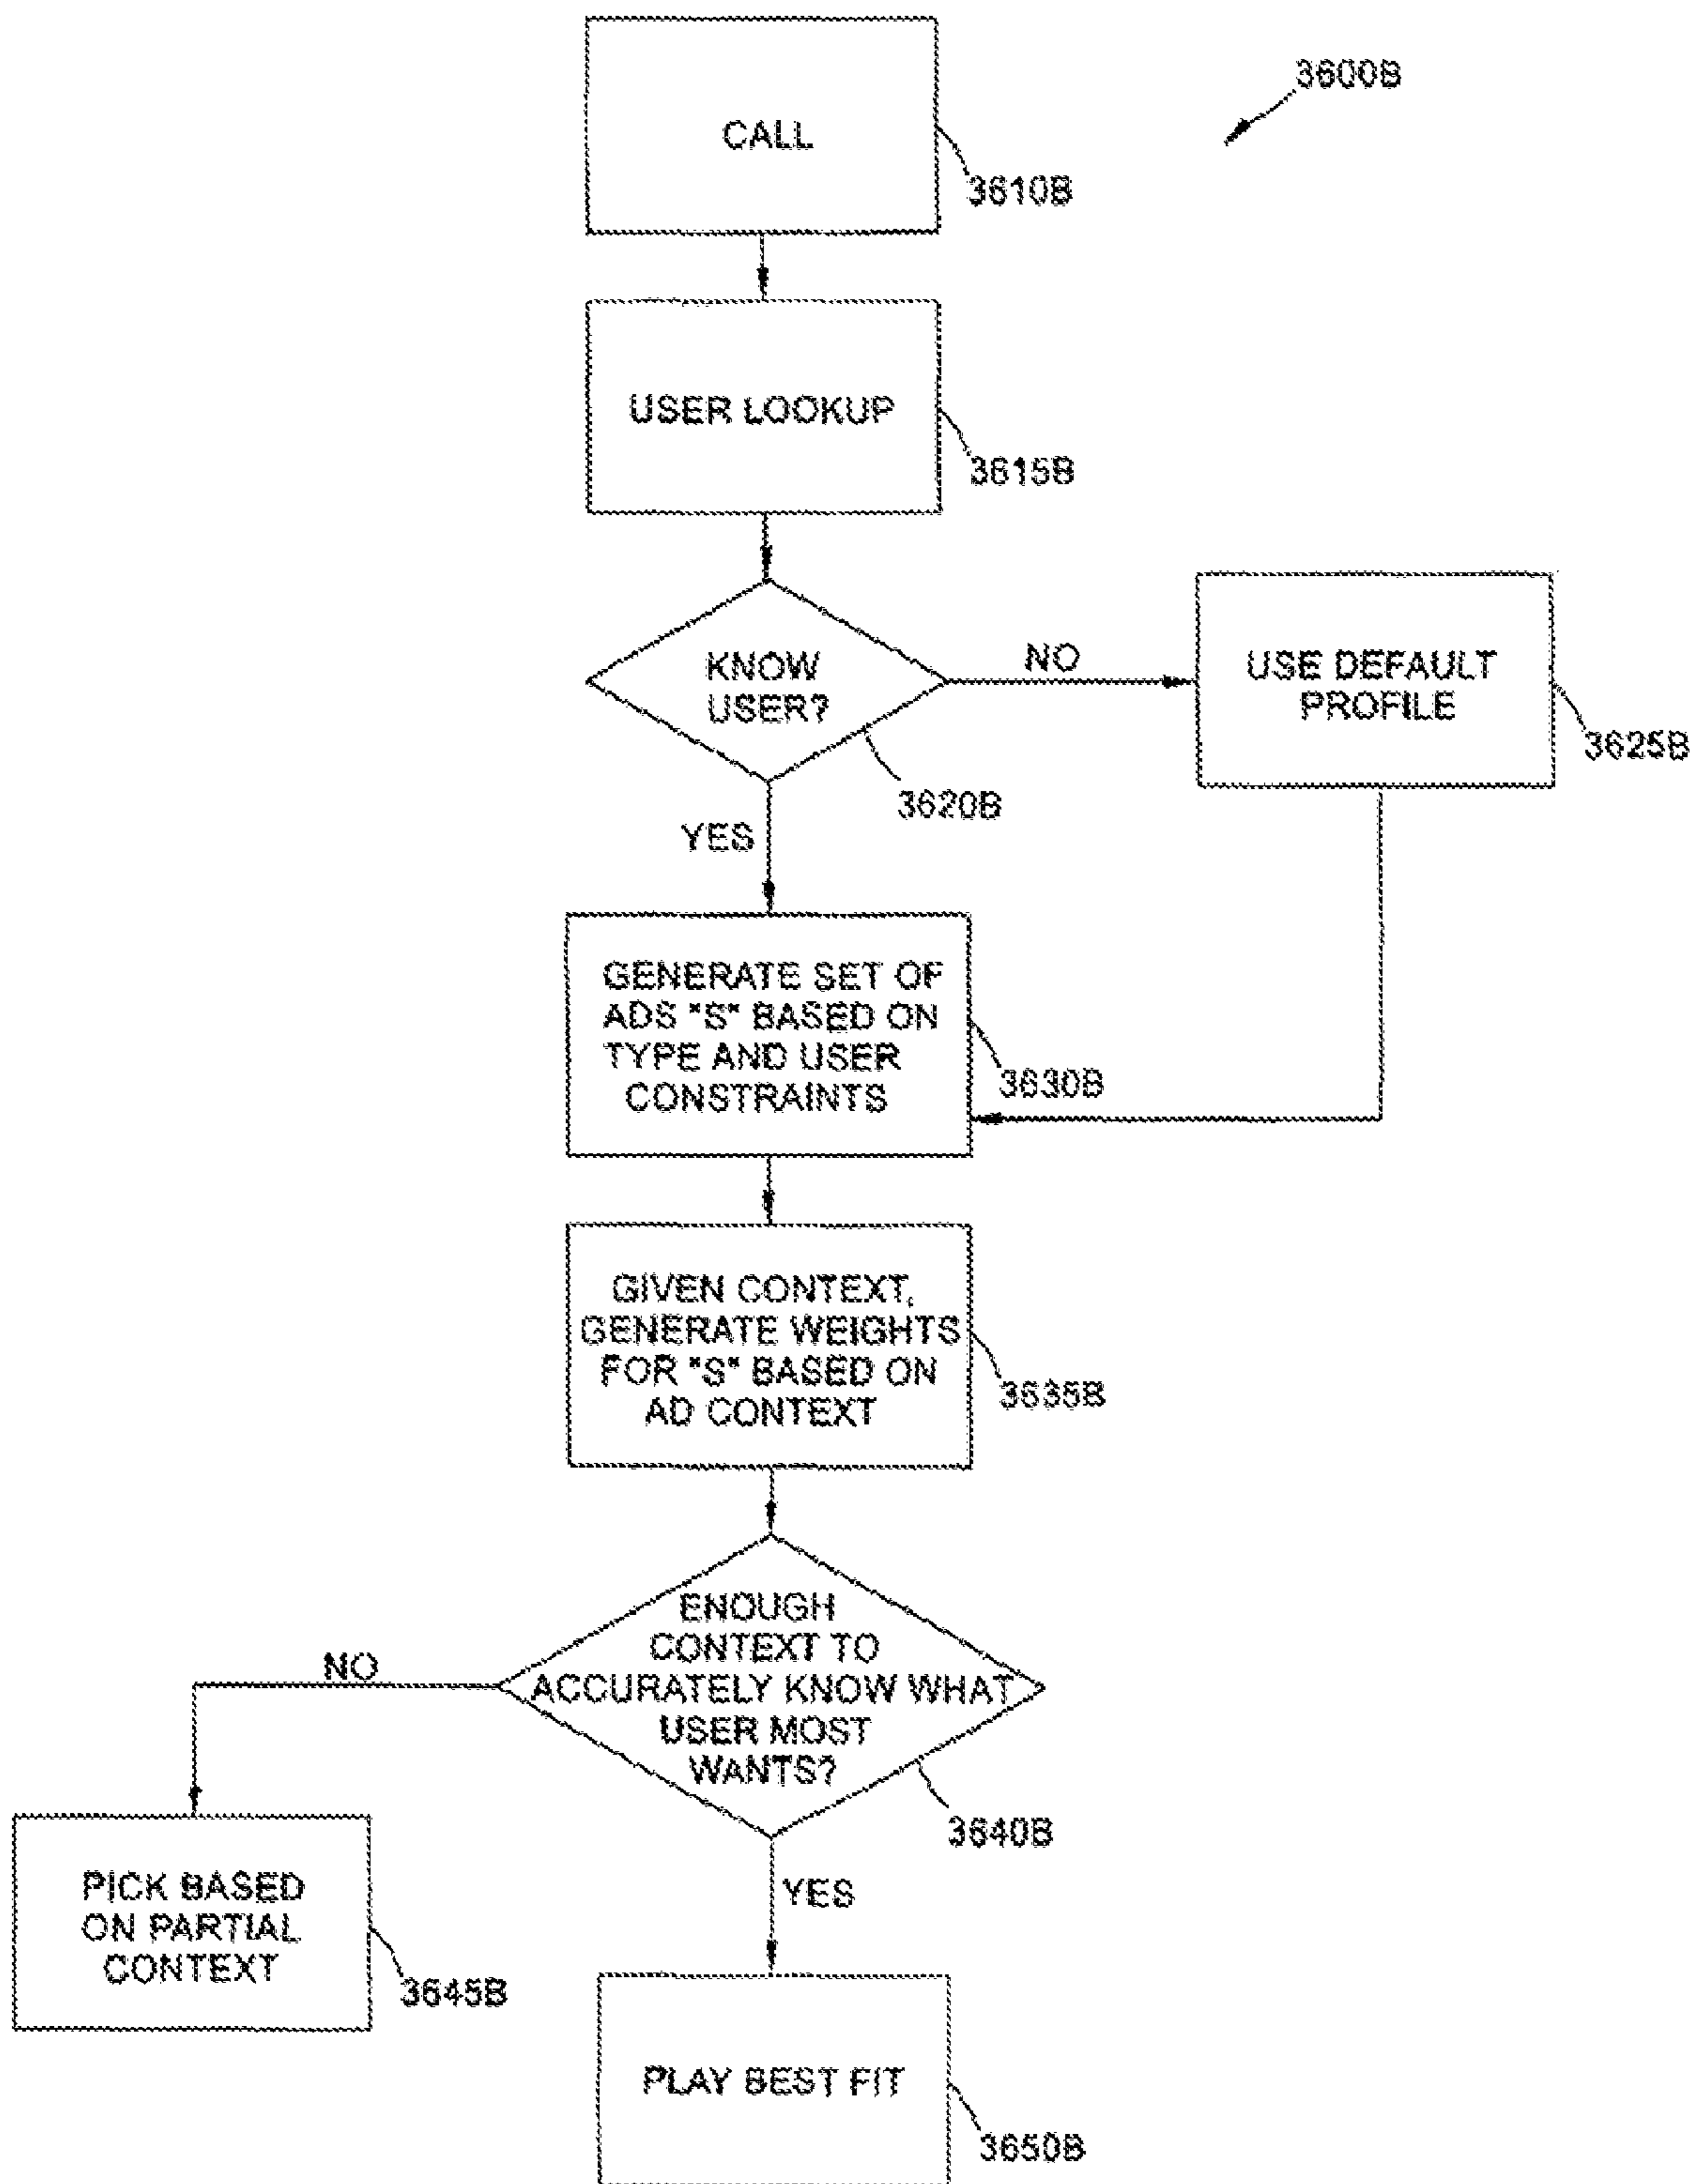 3600B
CALL
3610B
USER LOOKUP
3615B
KNOW
USER?
NO
USE DEFAULT
PROFILE
3625B
3620B
YES
GENERATE SET OF
ADS "S" BASED ON
TYPE AND USER
CONSTRAINTS
3630B
GIVEN CONTEXT,
GENERATE WEIGHTS
FOR "S" BASED ON
AD CONTEXT
3635B
ENOUGH
CONTEXT TO
ACCURATELY KNOW WHAT
USER MOST
WANTS?
NO
3640B
YES
PICK BASED
ON PARTIAL
CONTEXT
3645B
PLAY BEST FIT
3650B